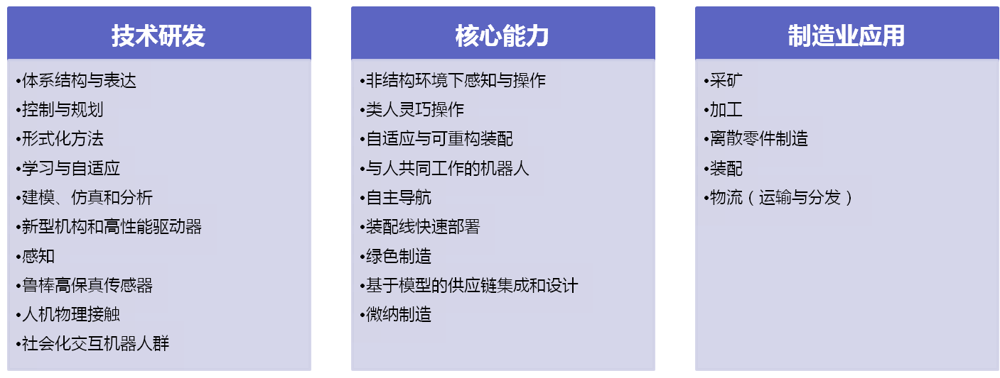 技术研发
•体系结构与表达
•控制与规划
•形式化方法
•学习与自适应
•建模、仿真和分析
•新型机构和高性能驱动器
•感知
•鲁棒高保真传感器
•人机物理接触
•社会化交互机器人群
核心能力
•非结构环境下感知与操作
•类人灵巧操作
•自适应与可重构装配
•与人共同工作的机器人
•自主导航
•装配线快速部署
•绿色制造
•基于模型的供应链集成和设计
•微纳制造
制造业应用
•采矿
•加工
•离散零件制造
•装配
•物流（运输与分发）